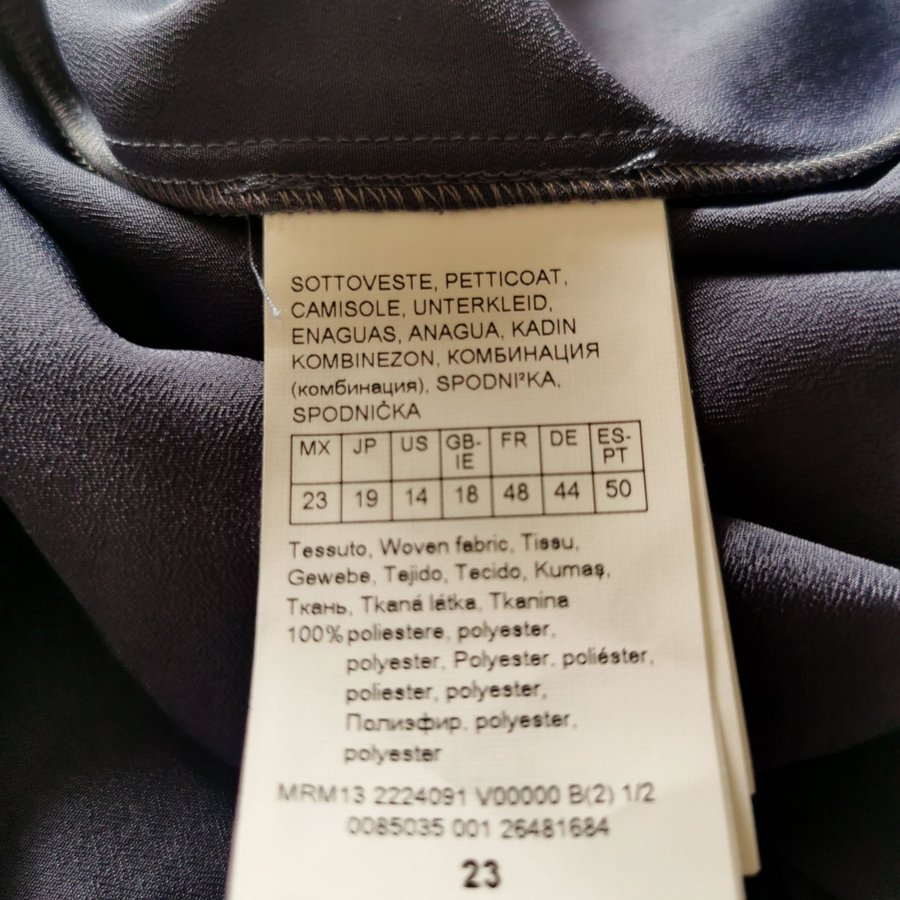 SOTTOVESTE, PETTICOAT,
CAMISOLE, UNTERKLEID,
ENAGUAS, ANAGUA, KADIN
KOMBINEZON, КОМБИНАЦИЯ
(комбинация), SPODNI²KA,
SPODNIČKA
MX JP US GB-IE FR DE ES-PT
23 19 14 18 48 44 50
Tessuto, Woven fabric, Tissu,
Gewebe, Tejido, Tecido, Kumaş,
Ткань, Tkaná látka, Tkanina
100% poliestere, polyester,
polyester, Polyester, poliéster,
poliester, polyester,
Полиэфир, polyester,
polyester
MRM13 2224091 V00000 B(2) 1/2
0085035 001 26481684
23